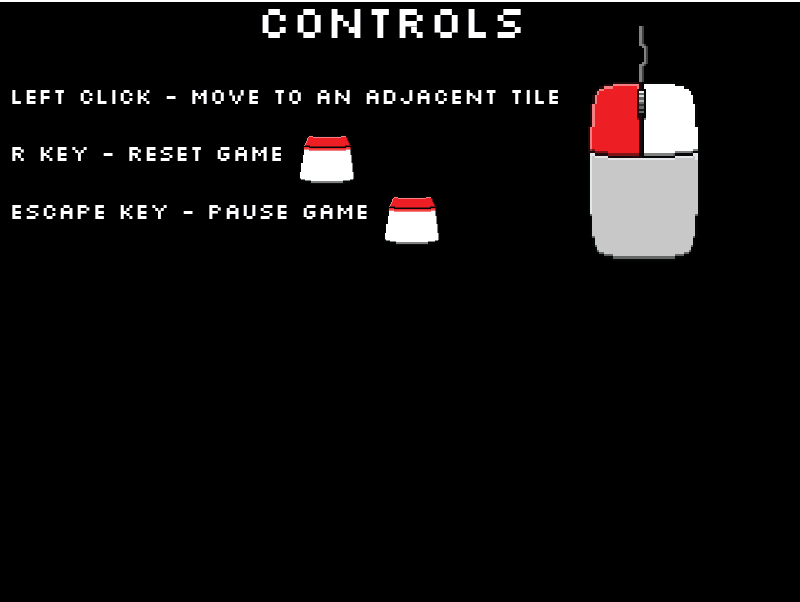 CONTROLS
LEFT CLICK - MOVE TO AN ADJACENT TILE
R KEY - RESET GAME
ESCAPE KEY - PAUSE GAME